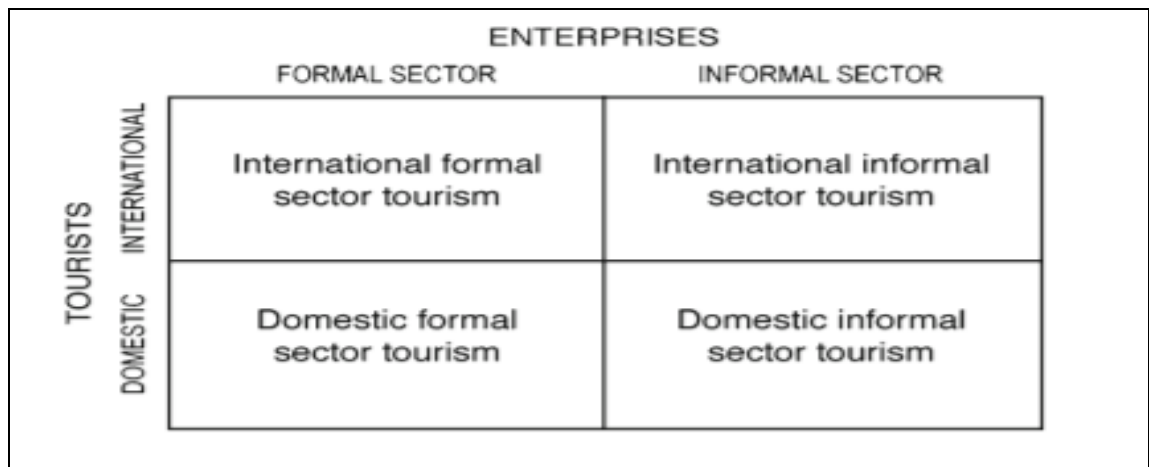 ENTERPRISES
FORMAL SECTOR INFORMAL SECTOR
TOURISTS
INTERNATIONAL
International formal
sector tourism
International informal
sector tourism
DOMESTIC
Domestic formal
sector tourism
Domestic informal
sector tourism